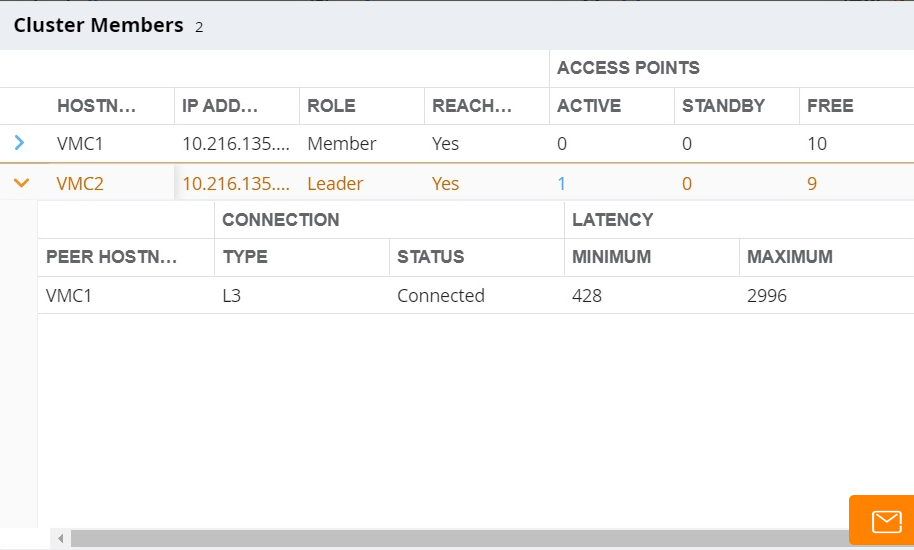 Cluster Members 2
ACCESS POINTS
HOSTN... IP ADD... ROLE REACH... ACTIVE STANDBY FREE
VMC1 10.216.135.... Member Yes 0 0 10
VMC2 10.216.135.... Leader Yes 1 0 9
CONNECTION LATENCY
PEER HOSTN... TYPE STATUS MINIMUM MAXIMUM
VMC1 L3 Connected 428 2996